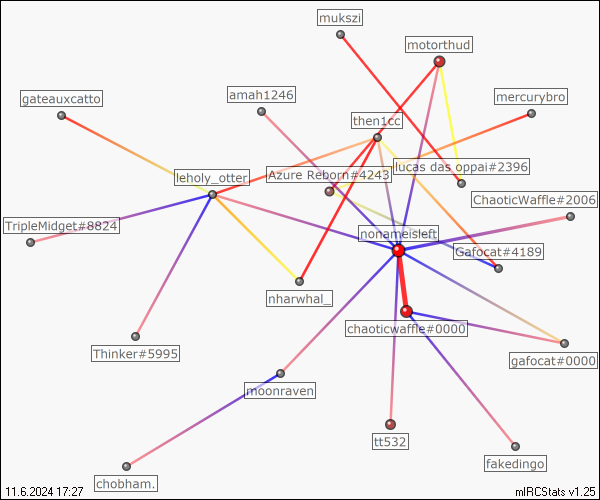 mukszi
motorthud
gateauxcatto
amah1246
mercurybro
then1cc
lucas das oppai#2396
leholy_otter
Azure Reborn#4243
ChaoticWaffle#2006
TripleMidget#8824
nonameisleft
Gafocat#4189
nharwhal_
chaoticwaffle#0000
Thinker#5995
gafocat#0000
moonraven
tt532
fakedingo
chobham.
11.6.2024 17:27
mIRCStats v1.25